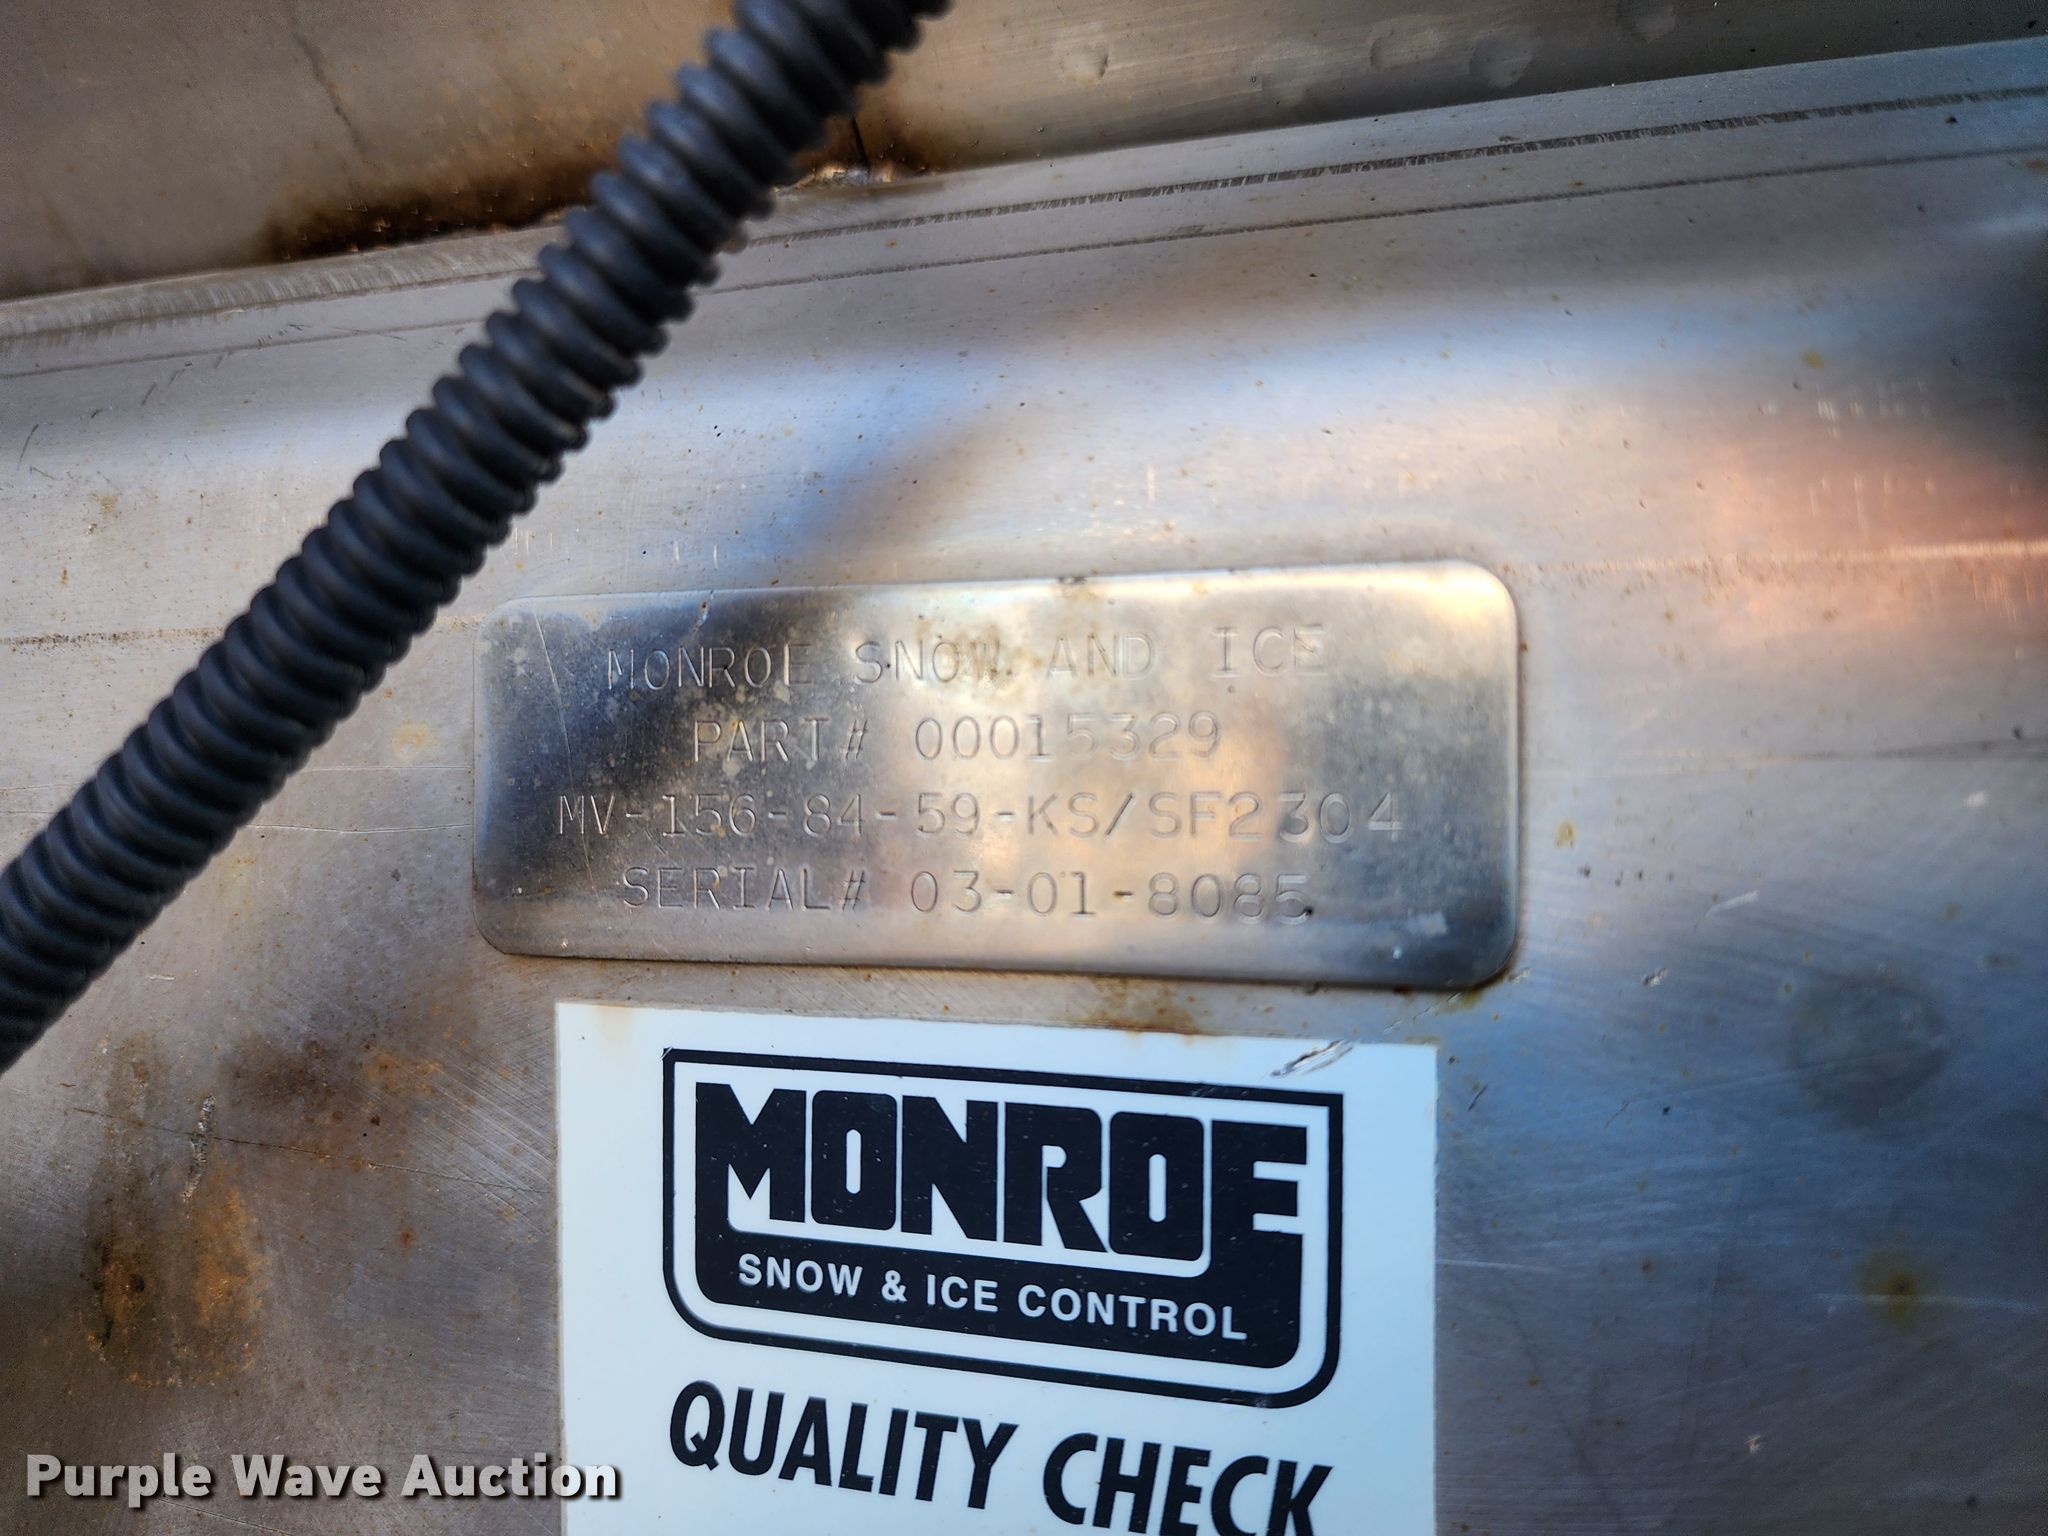 MONROE SNOW AND ICE
PART# 00015329
MV-156-84-59-KS/SF2304
SERIAL# 03-01-8085
MONROE
SNOW & ICE CONTROL
QUALITY CHECK
Purple Wave Auction